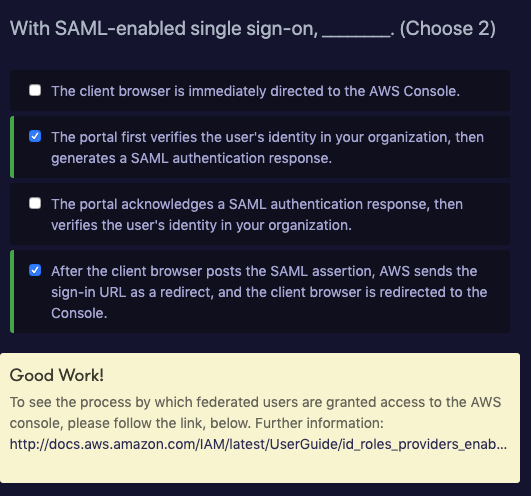 With SAML-enabled single sign-on, ________. (Choose 2)
The client browser is immediately directed to the AWS Console.
The portal first verifies the user's identity in your organization, then
generates a SAML authentication response.
The portal acknowledges a SAML authentication response, then
verifies the user's identity in your organization.
After the client browser posts the SAML assertion, AWS sends the
sign-in URL as a redirect, and the client browser is redirected to the
Console.
Good Work!
To see the process by which federated users are granted access to the AWS
console, please follow the link, below. Further information:
http://docs.aws.amazon.com/IAM/latest/UserGuide/id_roles_providers_enab...